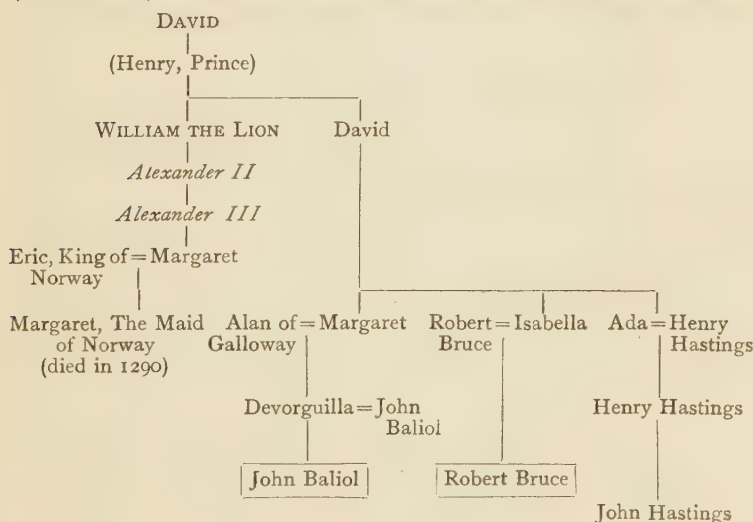 DAVID
(Henry, Prince)
WILLIAM THE LION David
Alexander II
Alexander III
Eric, King of = Margaret
Norway
Margaret, The Maid Alan of = Margaret Robert = Isabella Ada = Henry
of Norway Galloway Bruce Hastings
(died in 1290)
Devorguilla = John Henry Hastings
Baliol
John Baliol Robert Bruce
John Hastings